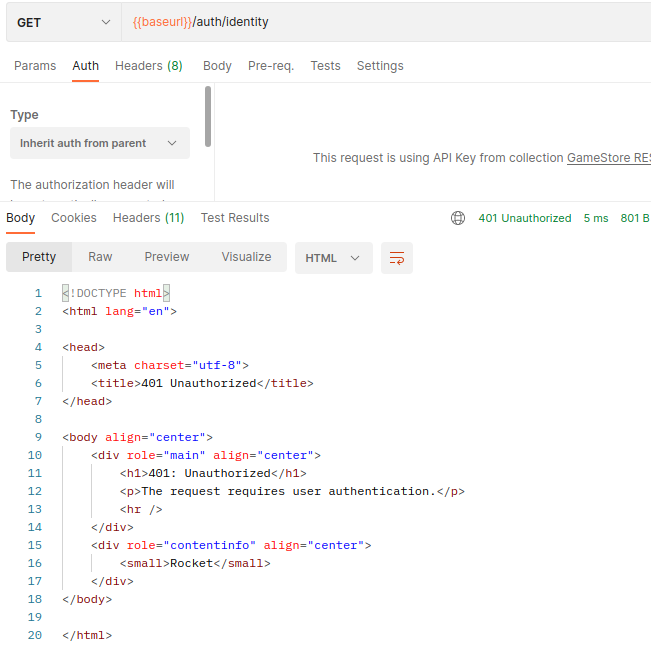 GET {{baseurl}}/auth/identity
Params Auth Headers (8) Body Pre-req. Tests Settings
Type
Inherit auth from parent
This request is using API Key from collection GameStore RES
The authorization header will
Body Cookies Headers (11) Test Results 401 Unauthorized 5 ms 801 B
Pretty Raw Preview Visualize HTML
1 <!DOCTYPE html>
2 <html lang="en">
3
4 <head>
5 <meta charset="utf-8">
6 <title>401 Unauthorized</title>
7 </head>
8
9 <body align="center">
10 <div role="main" align="center">
11 <h1>401: Unauthorized</h1>
12 <p>The request requires user authentication.</p>
13 <hr />
14 </div>
15 <div role="contentinfo" align="center">
16 <small>Rocket</small>
17 </div>
18 </body>
19
20 </html>